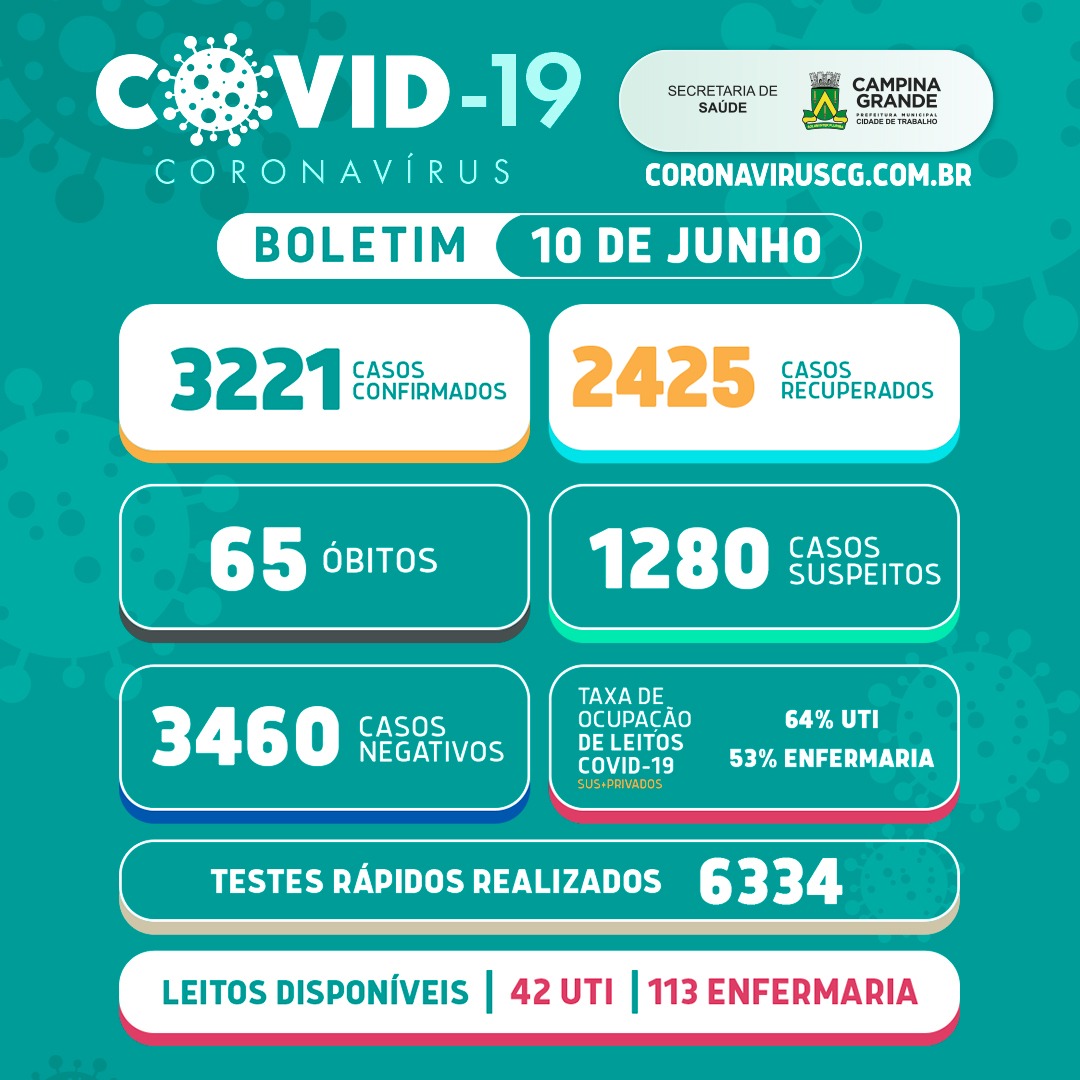 COVID-19
CORONAVÍRUS
SECRETARIA DE
SAÚDE
CAMPINA
GRANDE
PREFEITURA MUNICIPAL
CIDADE DE TRABALHO
CORONAVIRUSCG.COM.BR
BOLETIM 10 DE JUNHO
3221 CASOS
CONFIRMADOS
2425 CASOS
RECUPERADOS
65 ÓBITOS
1280 CASOS
SUSPEITOS
3460 CASOS
NEGATIVOS
TAXA DE
OCUPAÇÃO
DE LEITOS
COVID-19
SUS+PRIVADOS
64% UTI
53% ENFERMARIA
TESTES RÁPIDOS REALIZADOS 6334
LEITOS DISPONÍVEIS | 42 UTI | 113 ENFERMARIA